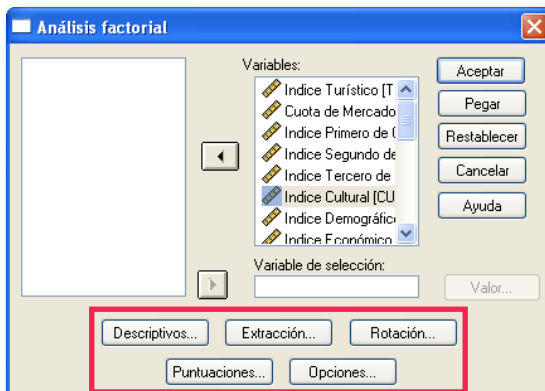 Análisis factorial
Variables:
Indice Turístico [T
Cuota de Mercado
Indice Primero de
Indice Segundo de
Indice Tercero de
Indice Cultural [CU
Indice Demográfico
Indice Económico
Variable de selección:
Aceptar
Pegar
Restablecer
Cancelar
Ayuda
Valor...
Descriptivos...
Extracción...
Rotación...
Puntuaciones...
Opciones...